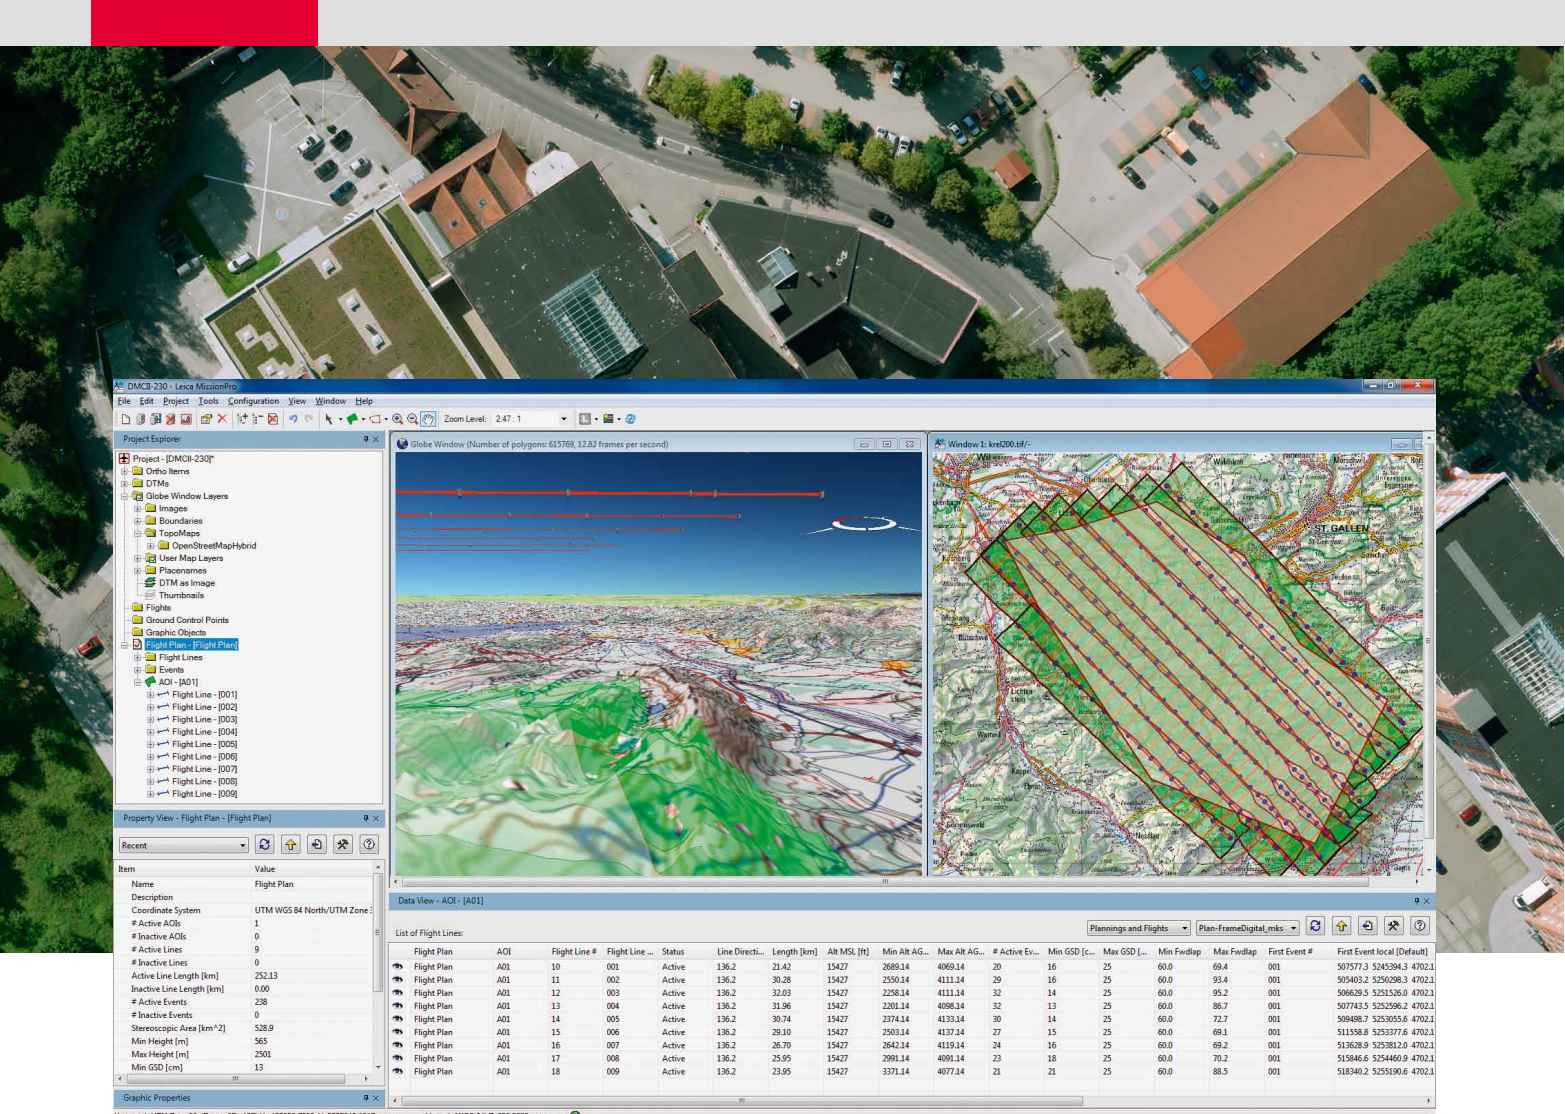 DMCII-230 - Leica MissionPro
File Edit Project Tools Configuration View Window Help
Zoom Level: 2.47 : 1
Project Explorer
Project - [DMCII-230]*
Ortho Items
DTMs
Globe Window Layers
Images
Boundaries
TopoMaps
OpenStreetMapHybrid
User Map Layers
Placenames
DTM as Image
Thumbnails
Flights
Ground Control Points
Graphic Objects
Flight Plan - [Flight Plan]
Flight Lines
Events
AOI - [A01]
Flight Line - [001]
Flight Line - [002]
Flight Line - [003]
Flight Line - [004]
Flight Line - [005]
Flight Line - [006]
Flight Line - [007]
Flight Line - [008]
Flight Line - [009]
Globe Window (Number of polygons: 615769, 12.82 frames per second)
Window 1: krel200.tif/-
ST. GALLEN
Kirchberg
Wattwil
Kappel
Ebnat
Nesslau
Speicher
Property View - Flight Plan - [Flight Plan]
Recent
Item Value
Name Flight Plan
Description
Coordinate System UTM WGS 84 North/UTM Zone
# Active AOIs 1
# Inactive AOIs 0
# Active Lines 9
# Inactive Lines 0
Active Line Length [km] 252.13
Inactive Line Length [km] 0.00
# Active Events 238
# Inactive Events 0
Stereoscopic Area [km^2] 528.9
Min Height [m] 565
Max Height [m] 2501
Min GSD [cm] 13
Graphic Properties
Data View - AOI - [A01]
List of Flight Lines:
Plannings and Flights Plan-FrameDigital_mks
Flight Plan AOI Flight Line # Flight Line ... Status Line Directi... Length [km] Alt MSL [ft] Min Alt AG... Max Alt AG... # Active Ev... Min GSD [c... Max GSD [... Min Fwdlap Max Fwdlap First Event # First Event local [Default]
Flight Plan A01 10 001 Active 136.2 21.42 15427 2689.14 4069.14 20 16 25 60.0 69.4 001 507577.3 5245394.3 4702.1
Flight Plan A01 11 002 Active 136.2 30.28 15427 2550.14 4111.14 29 16 25 60.0 93.4 001 505403.2 5250298.3 4702.1
Flight Plan A01 12 003 Active 136.2 32.03 15427 2258.14 4111.14 32 14 25 60.0 95.2 001 506629.5 5251526.0 4702.1
Flight Plan A01 13 004 Active 136.2 31.96 15427 2201.14 4098.14 32 13 25 60.0 86.7 001 507743.5 5252596.2 4702.1
Flight Plan A01 14 005 Active 136.2 30.74 15427 2374.14 4133.14 30 14 25 60.0 72.7 001 509498.7 5253055.6 4702.1
Flight Plan A01 15 006 Active 136.2 29.10 15427 2503.14 4137.14 27 15 25 60.0 69.1 001 511558.8 5253377.6 4702.1
Flight Plan A01 16 007 Active 136.2 26.70 15427 2642.14 4119.14 24 16 25 60.0 69.2 001 513628.9 5253812.0 4702.1
Flight Plan A01 17 008 Active 136.2 25.95 15427 2991.14 4091.14 23 18 25 60.0 70.2 001 515846.6 5254460.9 4702.1
Flight Plan A01 18 009 Active 136.2 23.95 15427 3371.14 4077.14 21 21 25 60.0 88.5 001 518340.2 5255190.6 4702.1